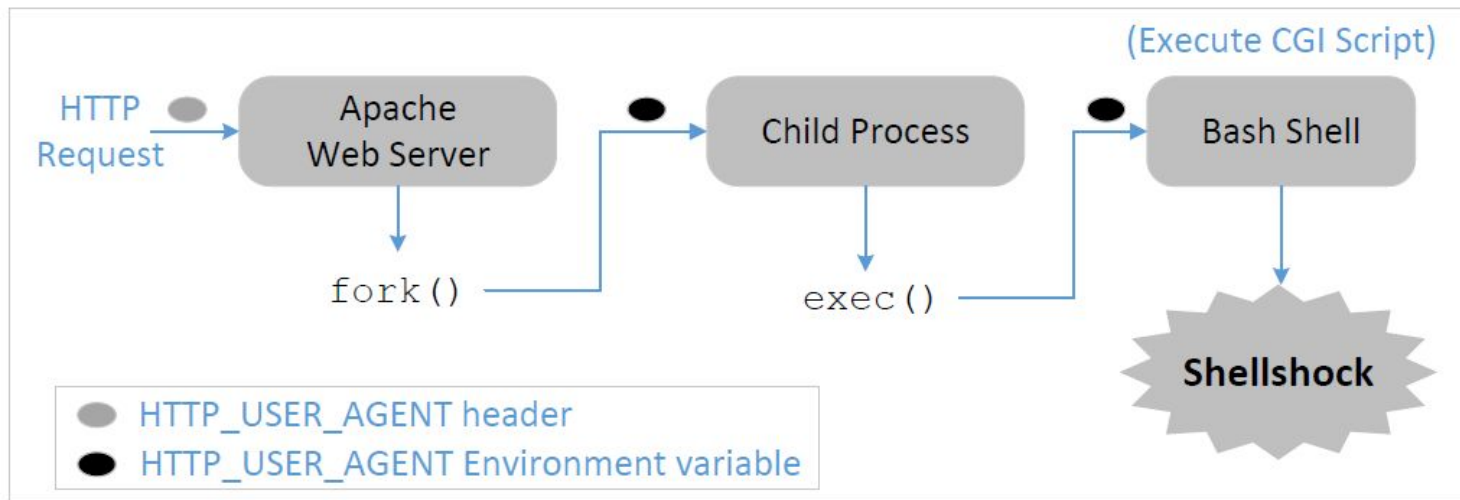 (Execute CGI Script)
HTTP
Request
Apache
Web Server
Child Process
Bash Shell
fork()
exec()
Shellshock
HTTP_USER_AGENT header
HTTP_USER_AGENT Environment variable